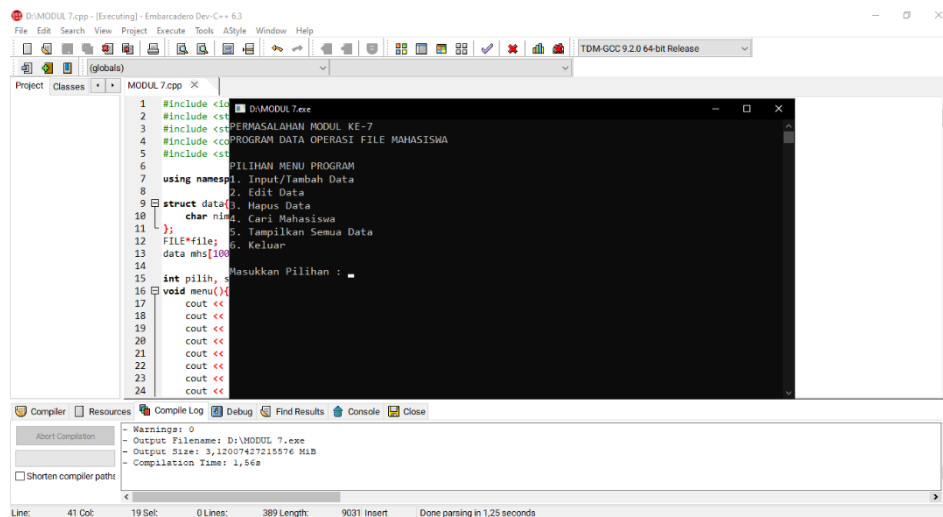 D:\MODUL 7.cpp - [Executing] - Embarcadero Dev-C++ 6.3
File Edit Search View Project Execute Tools AStyle Window Help
TDM-GCC 9.2.0 64-bit Release
(globals)
Project Classes MODUL 7.cpp
1 #include <io
2 #include <st
3 #include <st
4 #include <co
5 #include <st
6
7 using namesp
8
9 struct data{
10 char nim
11 };
12 FILE*file;
13 data mhs[100
14
15 int pilih, s
16 void menu(){
17 cout <<
18 cout <<
19 cout <<
20 cout <<
21 cout <<
22 cout <<
23 cout <<
24 cout <<
D:\MODUL 7.exe
PERMASALAHAN MODUL KE-7
PROGRAM DATA OPERASI FILE MAHASISWA
PILIHAN MENU PROGRAM
1. Input/Tambah Data
2. Edit Data
3. Hapus Data
4. Cari Mahasiswa
5. Tampilkan Semua Data
6. Keluar
Masukkan Pilihan :
Compiler Resources Compile Log Debug Find Results Console Close
Abort Compilation
Shorten compiler paths
- Warnings: 0
- Output Filename: D:\MODUL 7.exe
- Output Size: 3,12007427215576 MiB
- Compilation Time: 1,56s
Line: 41 Col: 19 Sel: 0 Lines: 389 Length: 9031 Insert Done parsing in 1,25 seconds